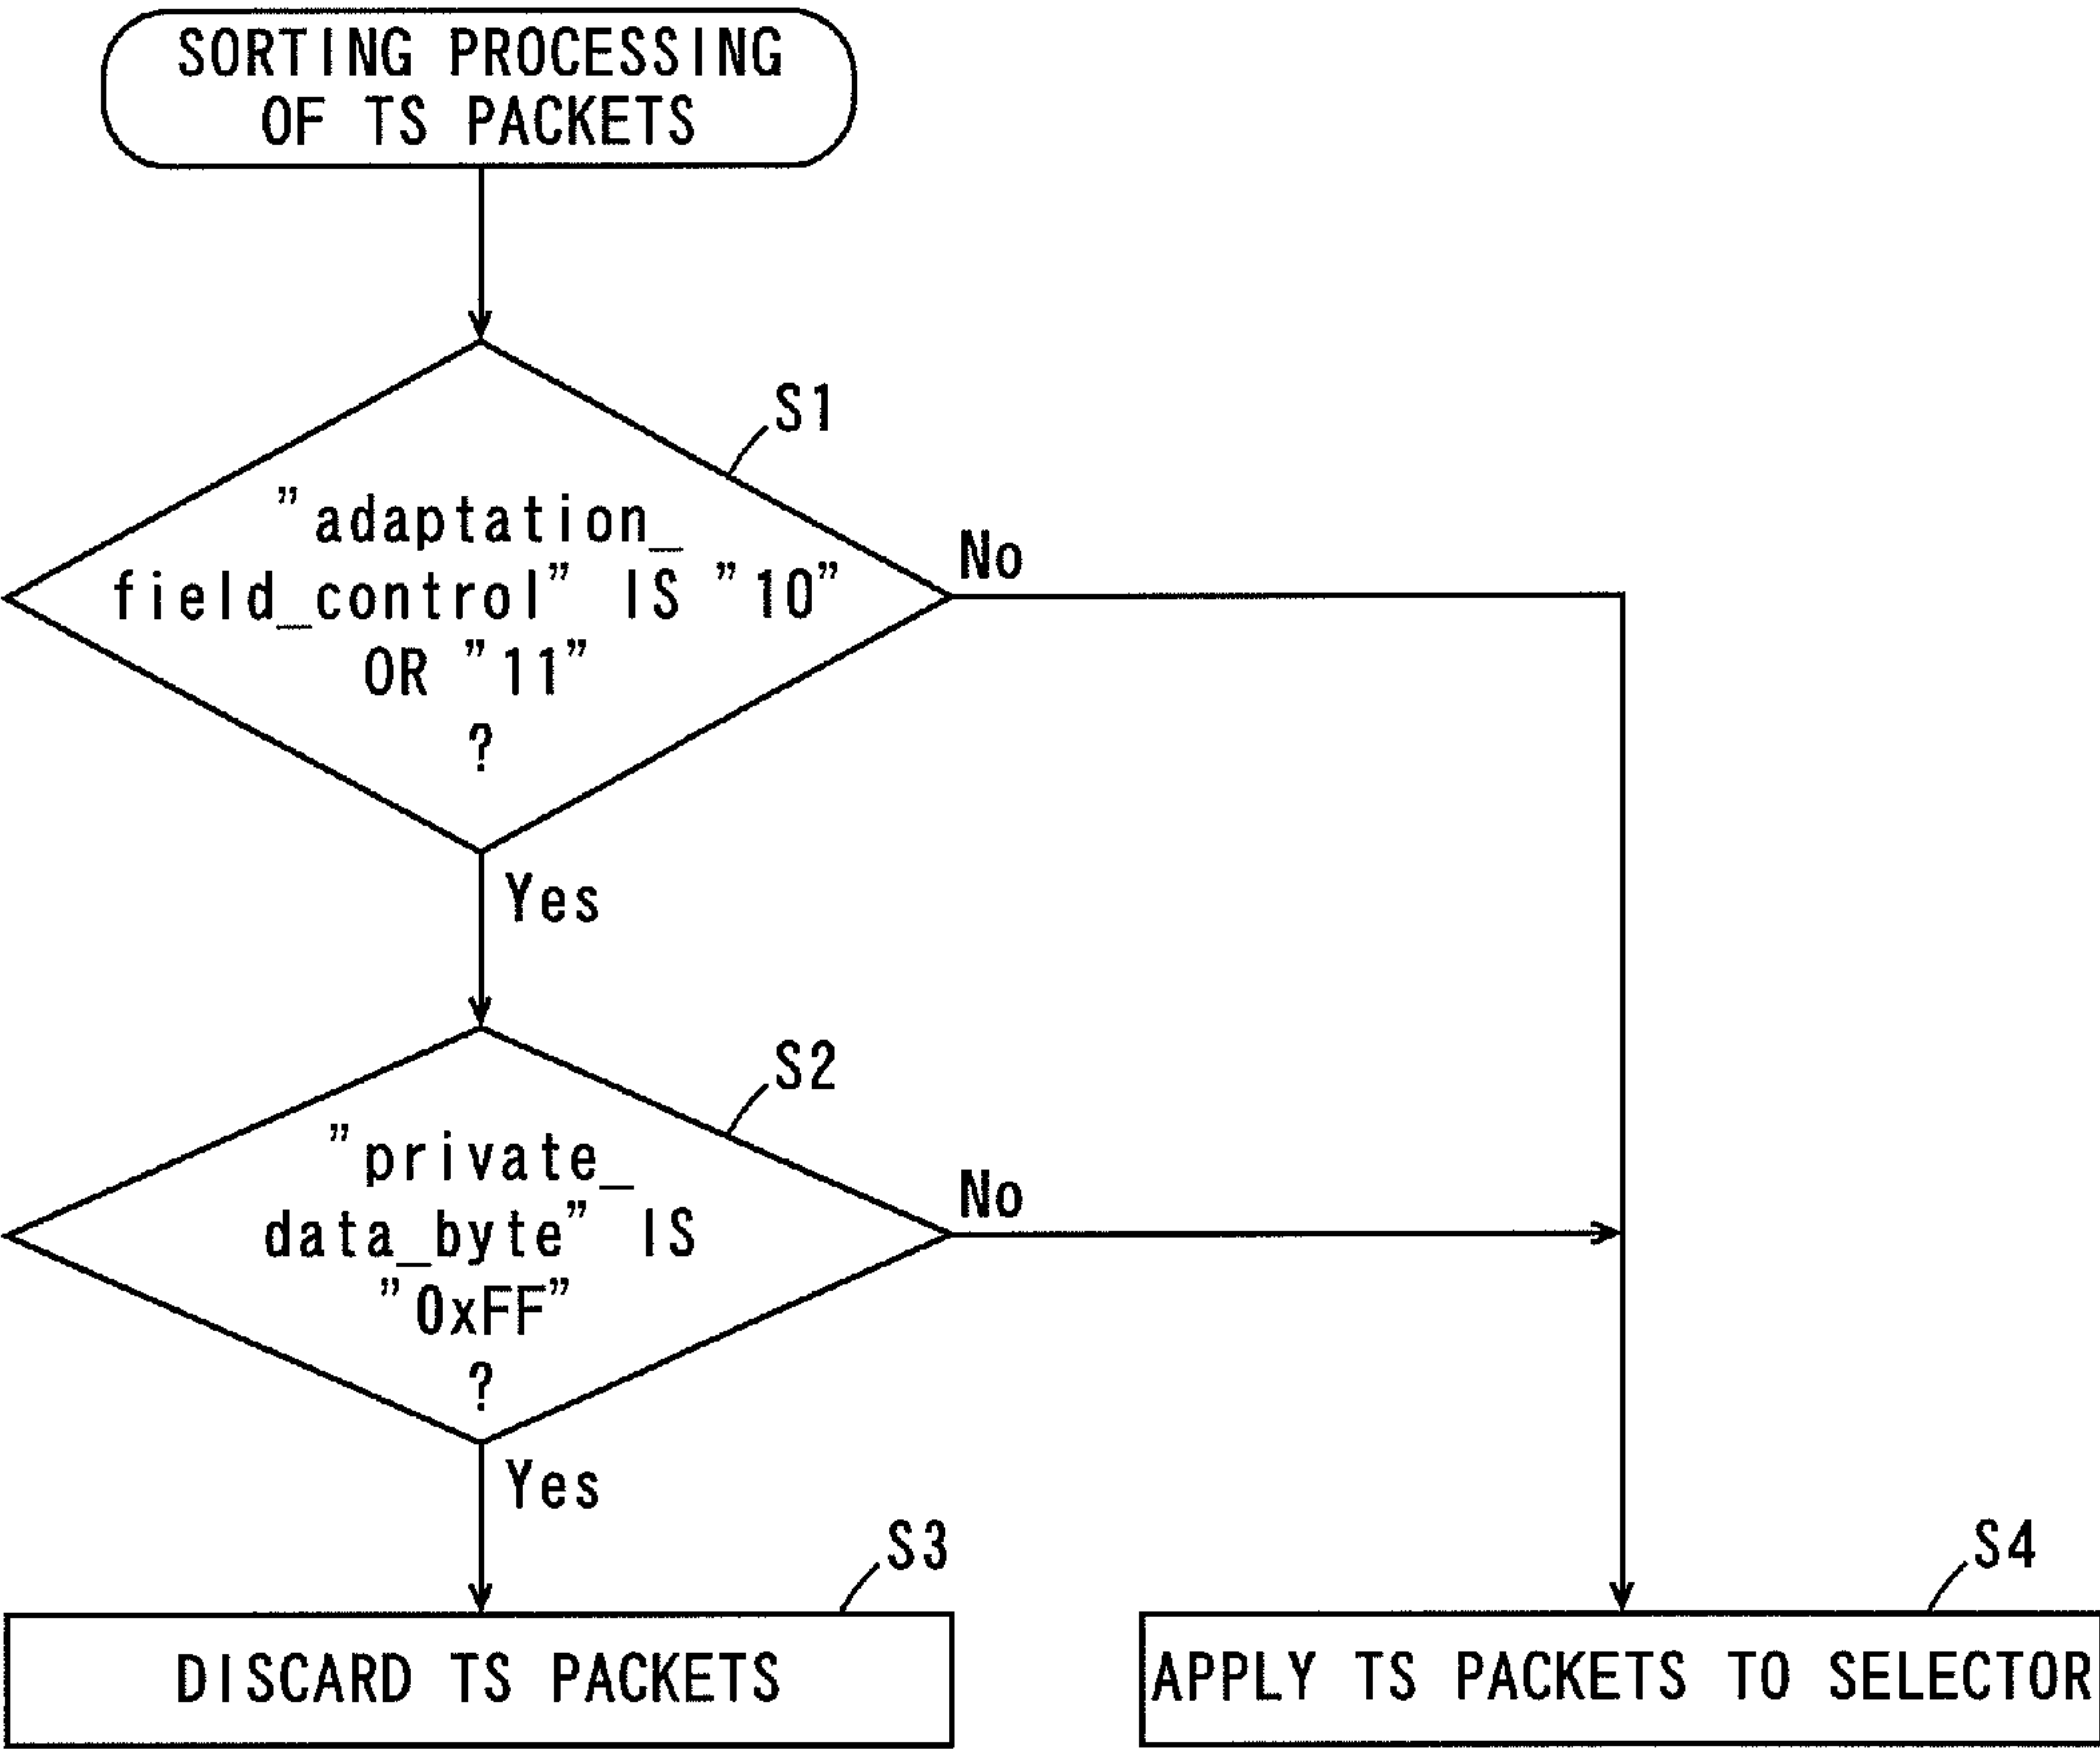 SORTING PROCESSING
OF TS PACKETS
S1
"adaptation_
field_control" IS "10"
OR "11"
?
No
Yes
S2
"private_
data_byte" IS
"0xFF"
?
No
Yes
S3
DISCARD TS PACKETS
S4
APPLY TS PACKETS TO SELECTOR